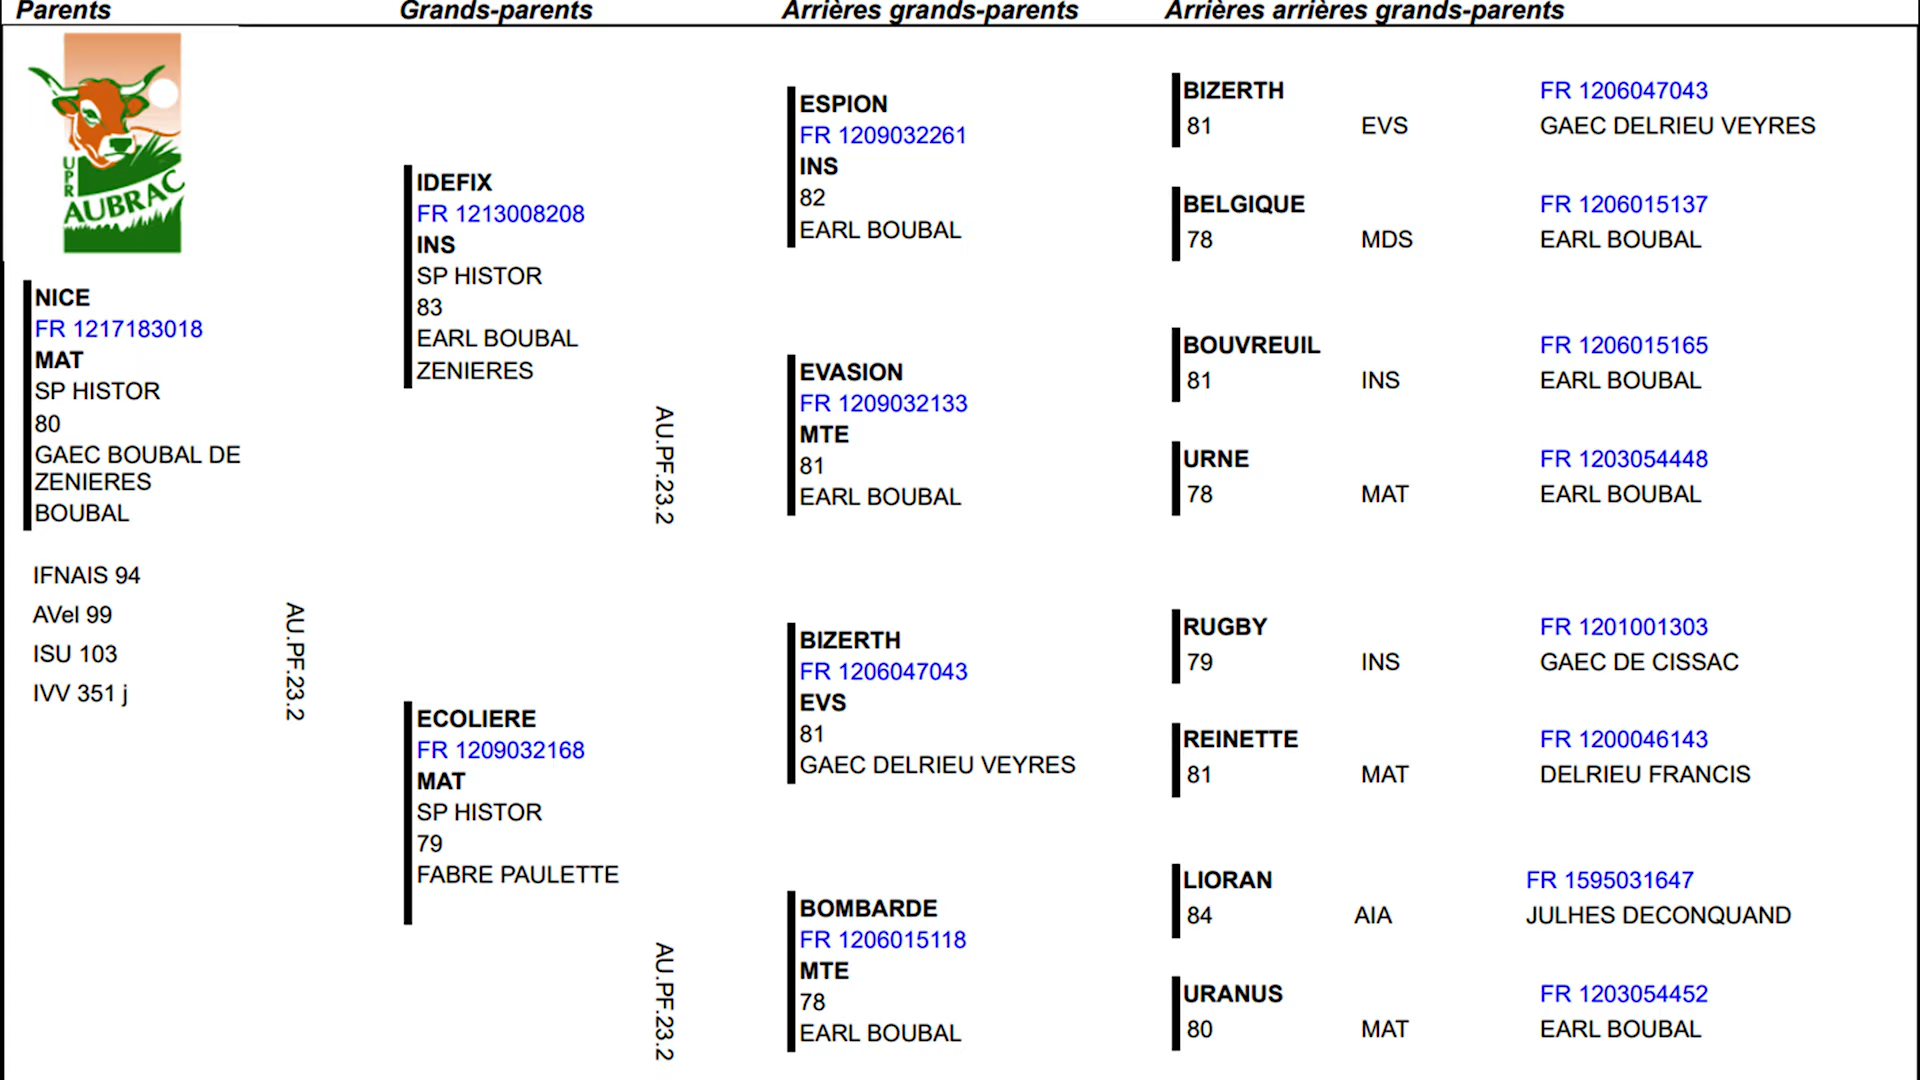 Parents
Grands-parents
Arrières grands-parents
Arrières arrières grands-parents
UPRA
AUBRAC
NICE
FR 1217183018
MAT
SP HISTOR
80
GAEC BOUBAL DE
ZENIERES
BOUBAL
IFNAIS 94
AVel 99
ISU 103
IVV 351 j
AU.PF.23.2
IDEFIX
FR 1213008208
INS
SP HISTOR
83
EARL BOUBAL
ZENIERES
AU.PF.23.2
ECOLIERE
FR 1209032168
MAT
SP HISTOR
79
FABRE PAULETTE
AU.PF.23.2
ESPION
FR 1209032261
INS
82
EARL BOUBAL
EVASION
FR 1209032133
MTE
81
EARL BOUBAL
BIZERTH
FR 1206047043
EVS
81
GAEC DELRIEU VEYRES
BOMBARDE
FR 1206015118
MTE
78
EARL BOUBAL
BIZERTH FR 1206047043
81 EVS GAEC DELRIEU VEYRES
BELGIQUE FR 1206015137
78 MDS EARL BOUBAL
BOUVREUIL FR 1206015165
81 INS EARL BOUBAL
URNE FR 1203054448
78 MAT EARL BOUBAL
RUGBY FR 1201001303
79 INS GAEC DE CISSAC
REINETTE FR 1200046143
81 MAT DELRIEU FRANCIS
LIORAN FR 1595031647
84 AIA JULHES DECONQUAND
URANUS FR 1203054452
80 MAT EARL BOUBAL